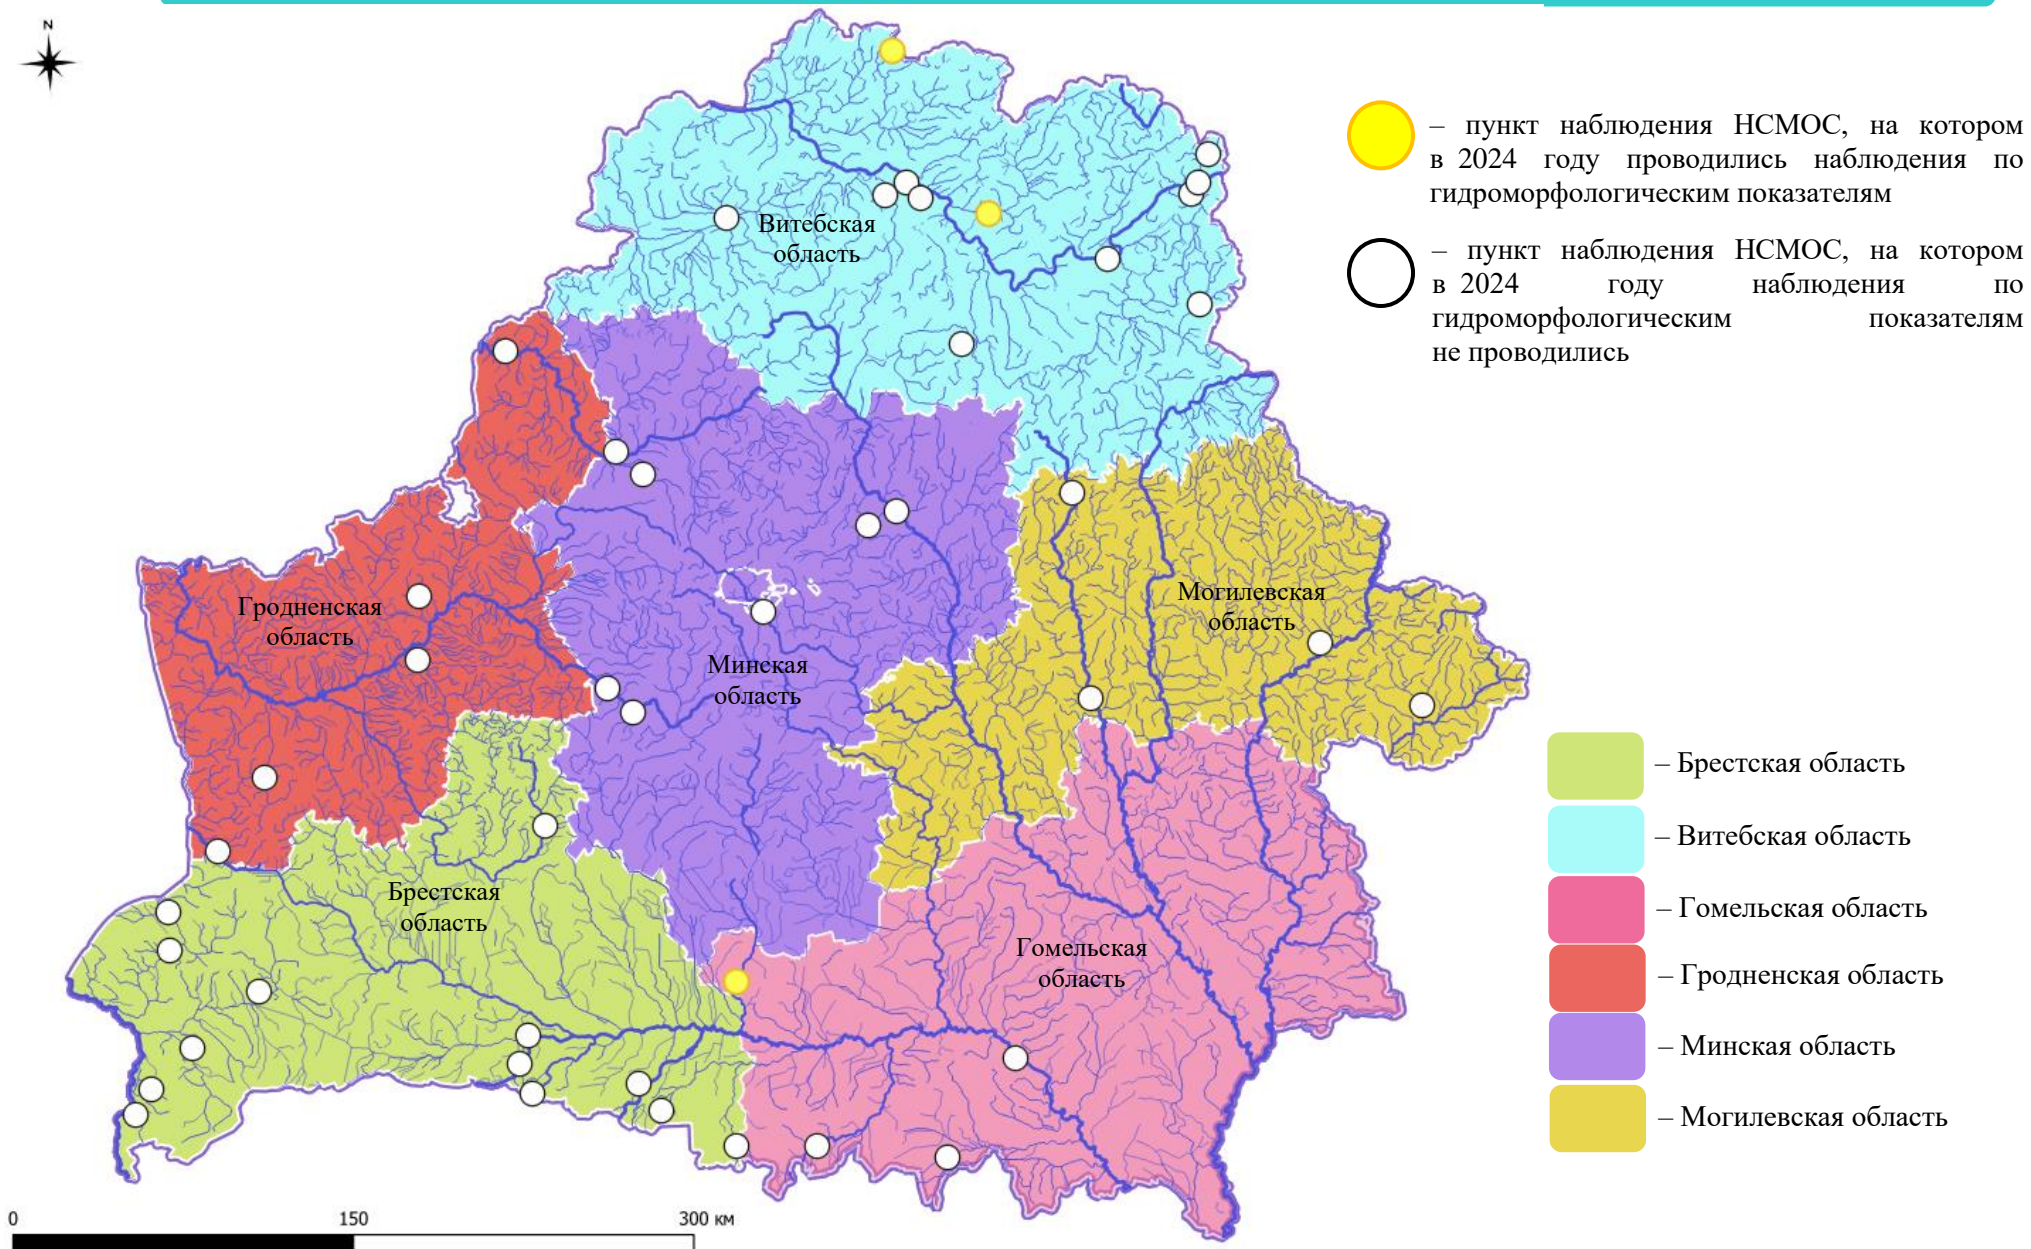 N
– пункт наблюдения НСМОС, на котором
в 2024 году проводились наблюдения по
гидроморфологическим показателям
– пункт наблюдения НСМОС, на котором
в 2024 году наблюдения по
гидроморфологическим показателям
не проводились
Витебская
область
Гродненская
область
Могилевская
область
Минская
область
Брестская
область
Гомельская
область
– Брестская область
– Витебская область
– Гомельская область
– Гродненская область
– Минская область
– Могилевская область
0 150 300 км